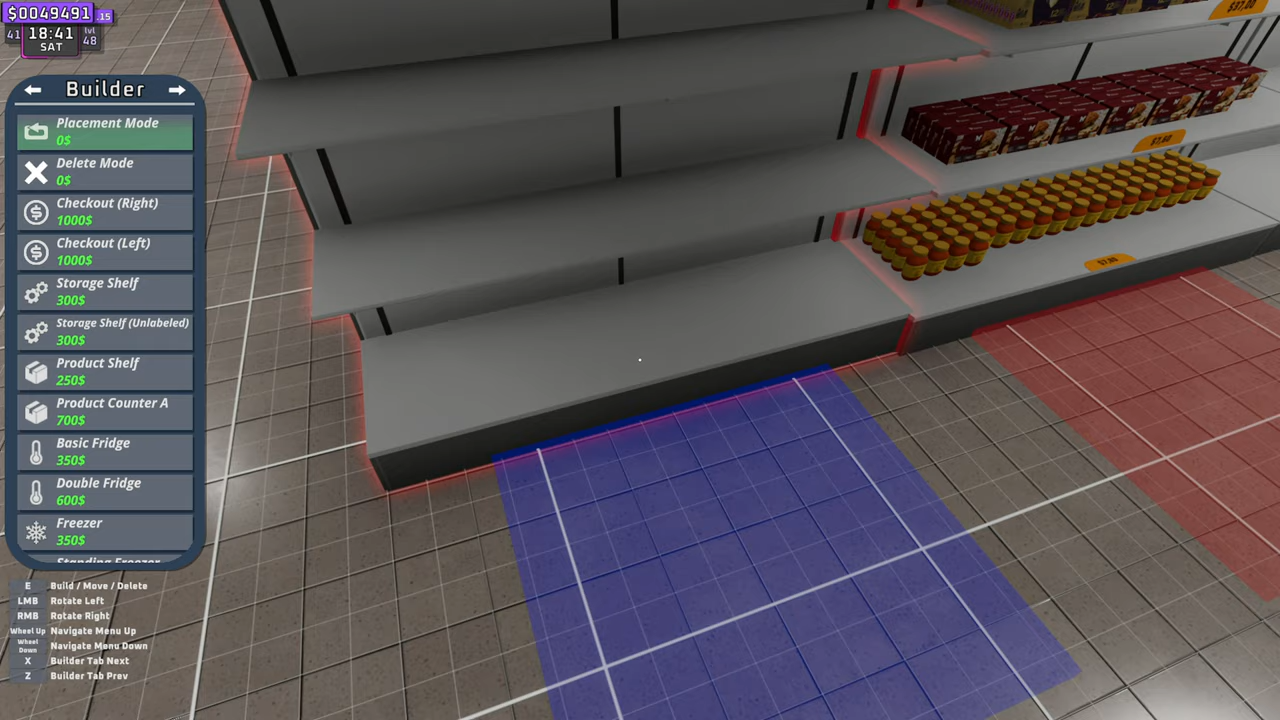 $0049491.15
41 18:41 lvl 48
SAT
Builder
Placement Mode
0$
Delete Mode
0$
Checkout (Right)
1000$
Checkout (Left)
1000$
Storage Shelf
300$
Storage Shelf (Unlabeled)
300$
Product Shelf
250$
Product Counter A
700$
Basic Fridge
350$
Double Fridge
600$
Freezer
350$
Standing Freezer
E Build / Move / Delete
LMB Rotate Left
RMB Rotate Right
Wheel Up Navigate Menu Up
Wheel Down Navigate Menu Down
X Builder Tab Next
Z Builder Tab Prev